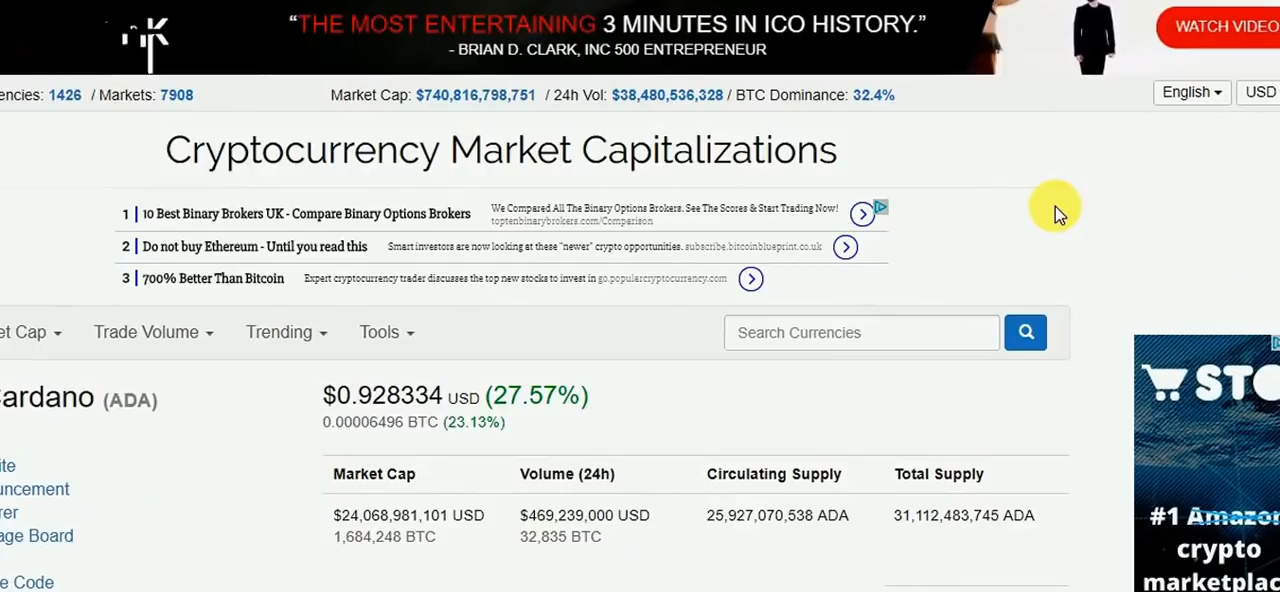 “THE MOST ENTERTAINING 3 MINUTES IN ICO HISTORY.”
- BRIAN D. CLARK, INC 500 ENTREPRENEUR
WATCH VIDEO
encies: 1426 / Markets: 7908
Market Cap: $740,816,798,751 / 24h Vol: $38,480,536,328 / BTC Dominance: 32.4%
English
USD
Cryptocurrency Market Capitalizations
1 10 Best Binary Brokers UK - Compare Binary Options Brokers
We Compared All The Binary Options Brokers. See The Scores & Start Trading Now!
toptenbinarybrokers.com/Comparison
2 Do not buy Ethereum - Until you read this
Smart investors are now looking at these "newer" crypto opportunities. subscribe.bitcoinblueprint.co.uk
3 700% Better Than Bitcoin
Expert cryptocurrency trader discusses the top new stocks to invest in go.popularcryptocurrency.com
et Cap
Trade Volume
Trending
Tools
Search Currencies
ardano (ADA)
$0.928334 USD (27.57%)
0.00006496 BTC (23.13%)
ite
uncement
rer
age Board
e Code
Market Cap
Volume (24h)
Circulating Supply
Total Supply
$24,068,981,101 USD
$469,239,000 USD
25,927,070,538 ADA
31,112,483,745 ADA
1,684,248 BTC
32,835 BTC
STO
#1 Amazon
crypto
marketplac